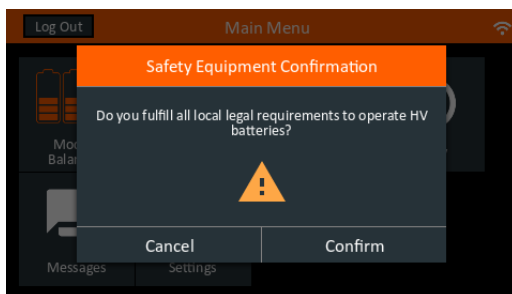 Log Out
Main Menu
Safety Equipment Confirmation
Do you fulfill all local legal requirements to operate HV
batteries?
Cancel
Confirm
Messages
Settings